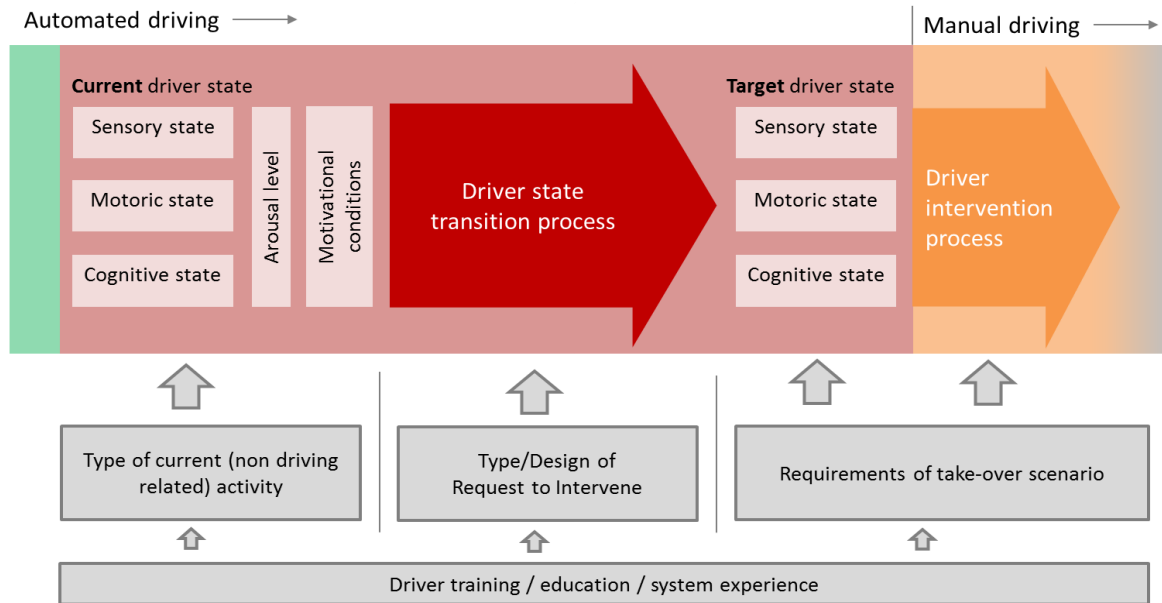 Automated driving
Manual driving
Current driver state
Sensory state
Motoric state
Cognitive state
Arousal level
Motivational
conditions
Driver state
transition process
Target driver state
Sensory state
Motoric state
Cognitive state
Driver
intervention
process
Type of current (non driving
related) activity
Type/Design of
Request to Intervene
Requirements of take-over scenario
Driver training / education / system experience